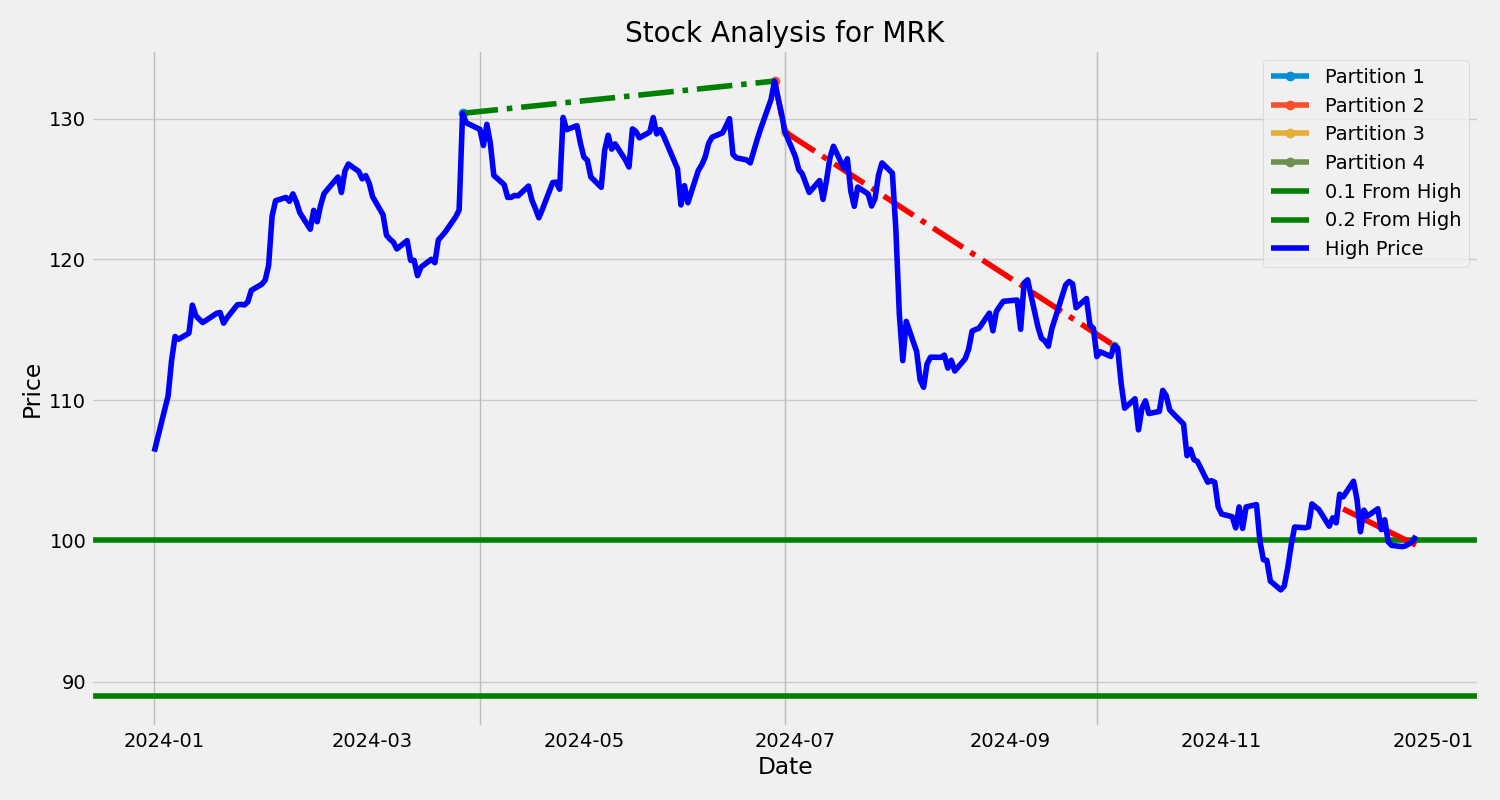 Stock Analysis for MRK
Partition 1
Partition 2
Partition 3
Partition 4
0.1 From High
0.2 From High
High Price
Price
130
120
110
100
90
2024-01
2024-03
2024-05
2024-07
2024-09
2024-11
2025-01
Date